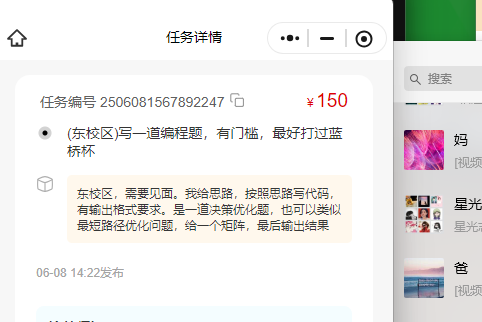 任务详情
任务编号 2506081567892247
¥150
(东校区)写一道编程题，有门槛，最好打过蓝
桥杯
东校区，需要见面。我给思路，按照思路写代码，
有输出格式要求。是一道决策优化题，也可以类似
最短路径优化问题，给一个矩阵，最后输出结果
06-08 14:22发布
搜索
妈
[视频
星光
星光志
爸
[视频